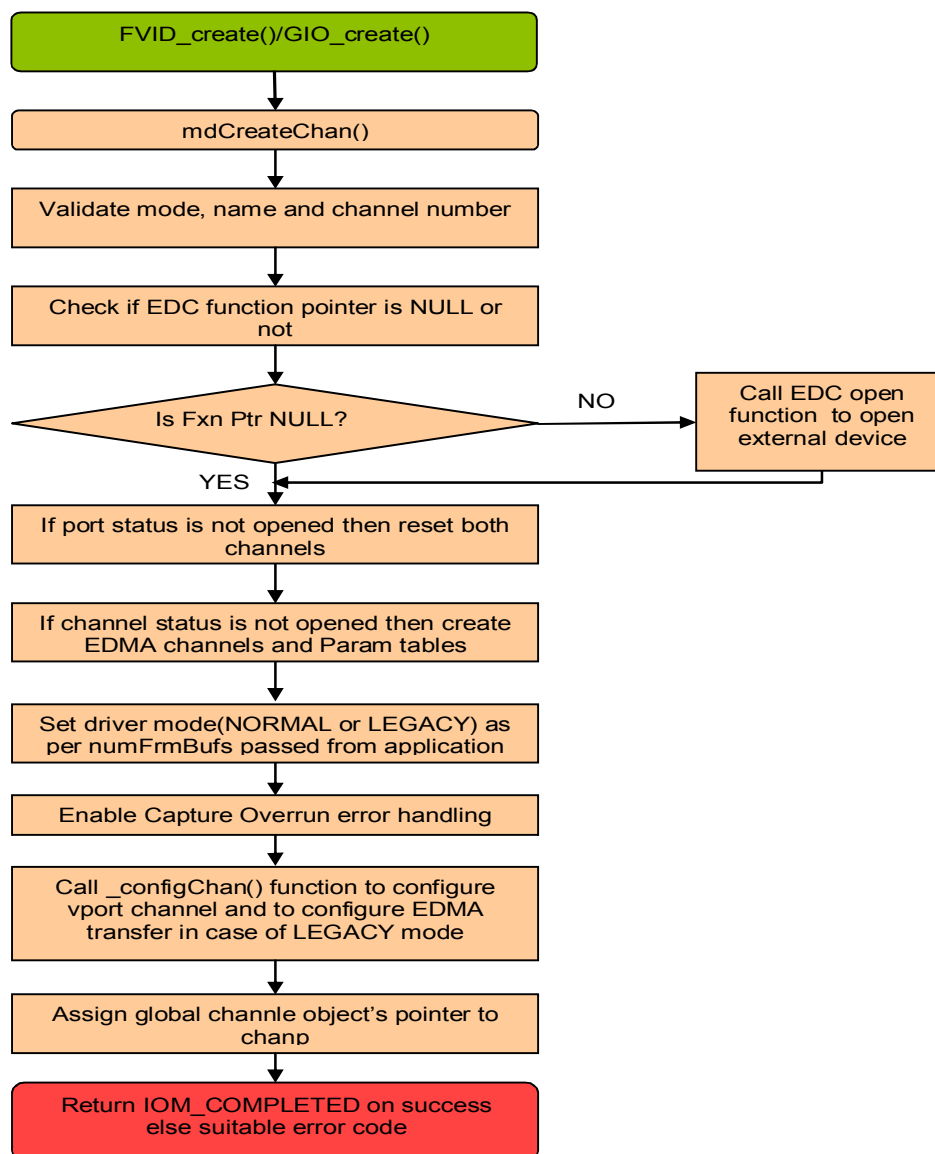 FVID_create()/GIO_create()
mdCreateChan()
Validate mode, name and channel number
Check if EDC function pointer is NULL or
not
Is Fxn Ptr NULL?
NO
Call EDC open
function to open
external device
YES
If port status is not opened then reset both
channels
If channel status is not opened then create
EDMA channels and Param tables
Set driver mode(NORMAL or LEGACY) as
per numFrmBufs passed from application
Enable Capture Overrun error handling
Call _configChan() function to configure
vport channel and to configure EDMA
transfer in case of LEGACY mode
Assign global channle object's pointer to
chanp
Return IOM_COMPLETED on success
else suitable error code